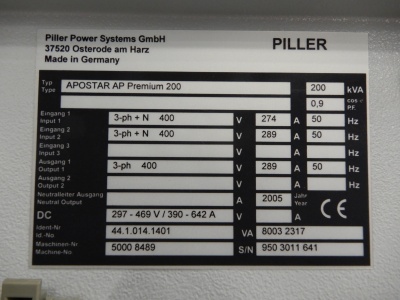 Piller Power Systems GmbH
37520 Osterode am Harz
Made in Germany
PILLER
Typ
Type APOSTAR AP Premium 200 200 kVA
0,9 cos φ P.F.
Eingang 1
Input 1 3-ph + N 400 V 274 A 50 Hz
Eingang 2
Input 2 3-ph + N 400 V 289 A 50 Hz
Eingang 3
Input 3 V A Hz
Ausgang 1
Output 1 3-ph 400 V 289 A 50 Hz
Ausgang 2
Output 2 V A Hz
Neutralleiter Ausgang
Neutral Output A 2005 Jahr
Year
DC 297 - 469 V / 390 - 642 A CE
Ident-Nr
Id.-No 44.1.014.1401 VA 8003 2317
Maschinen-Nr
Machine-No 5000 8489 S/N 950 3011 641